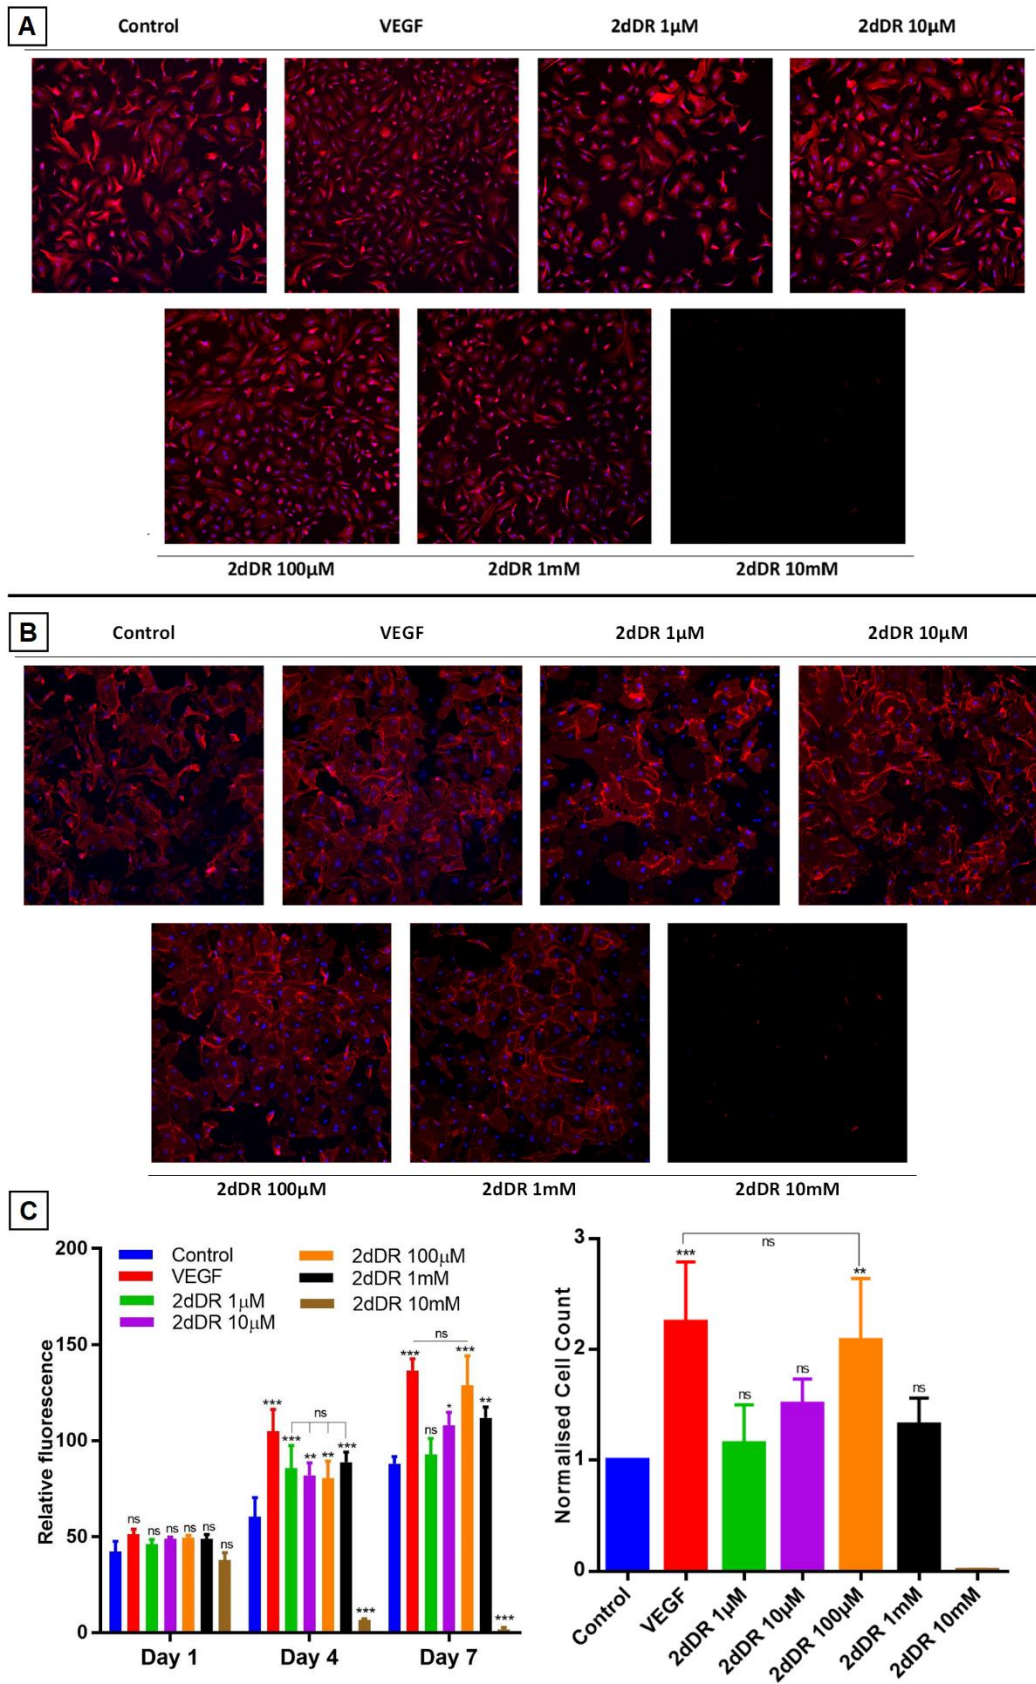 A
Control VEGF 2dDR 1μM 2dDR 10μM
2dDR 100μM 2dDR 1mM 2dDR 10mM
B
Control VEGF 2dDR 1μM 2dDR 10μM
2dDR 100μM 2dDR 1mM 2dDR 10mM
C
200
150
100
50
0
Relative fluorescence
Control
VEGF
2dDR 1μM
2dDR 10μM
2dDR 100μM
2dDR 1mM
2dDR 10mM
ns ns ns ns ns ns
*** *** ** ** *** ***
ns
*** ns * *** ** ***
ns
Day 1 Day 4 Day 7
3
2
1
0
Normalised Cell Count
*** ns ns ** ns
ns
Control
VEGF
2dDR 1μM
2dDR 10μM
2dDR 100μM
2dDR 1mM
2dDR 10mM